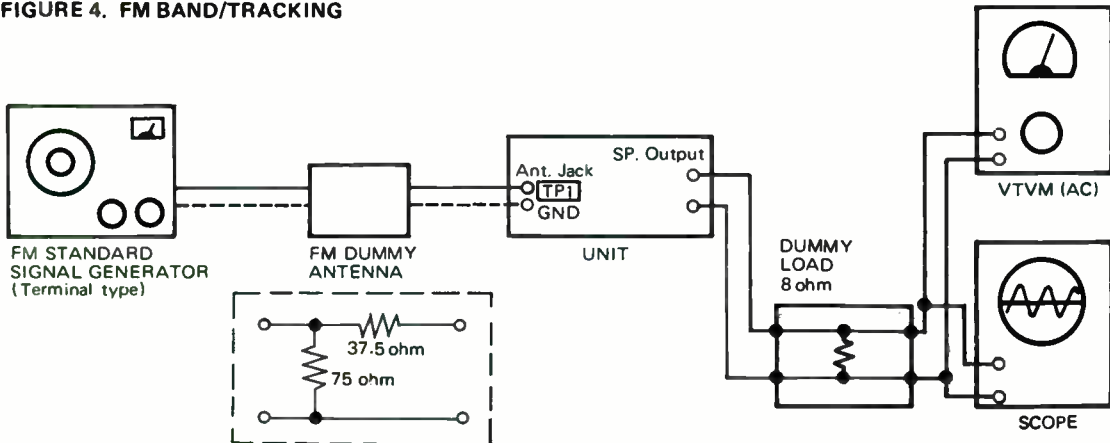 FIGURE 4. FM BAND/TRACKING
FM STANDARD
SIGNAL GENERATOR
(Terminal type)
FM DUMMY
ANTENNA
37.5 ohm
75 ohm
Ant. Jack
TP1
GND
SP. Output
UNIT
DUMMY
LOAD
8 ohm
VTVM (AC)
SCOPE